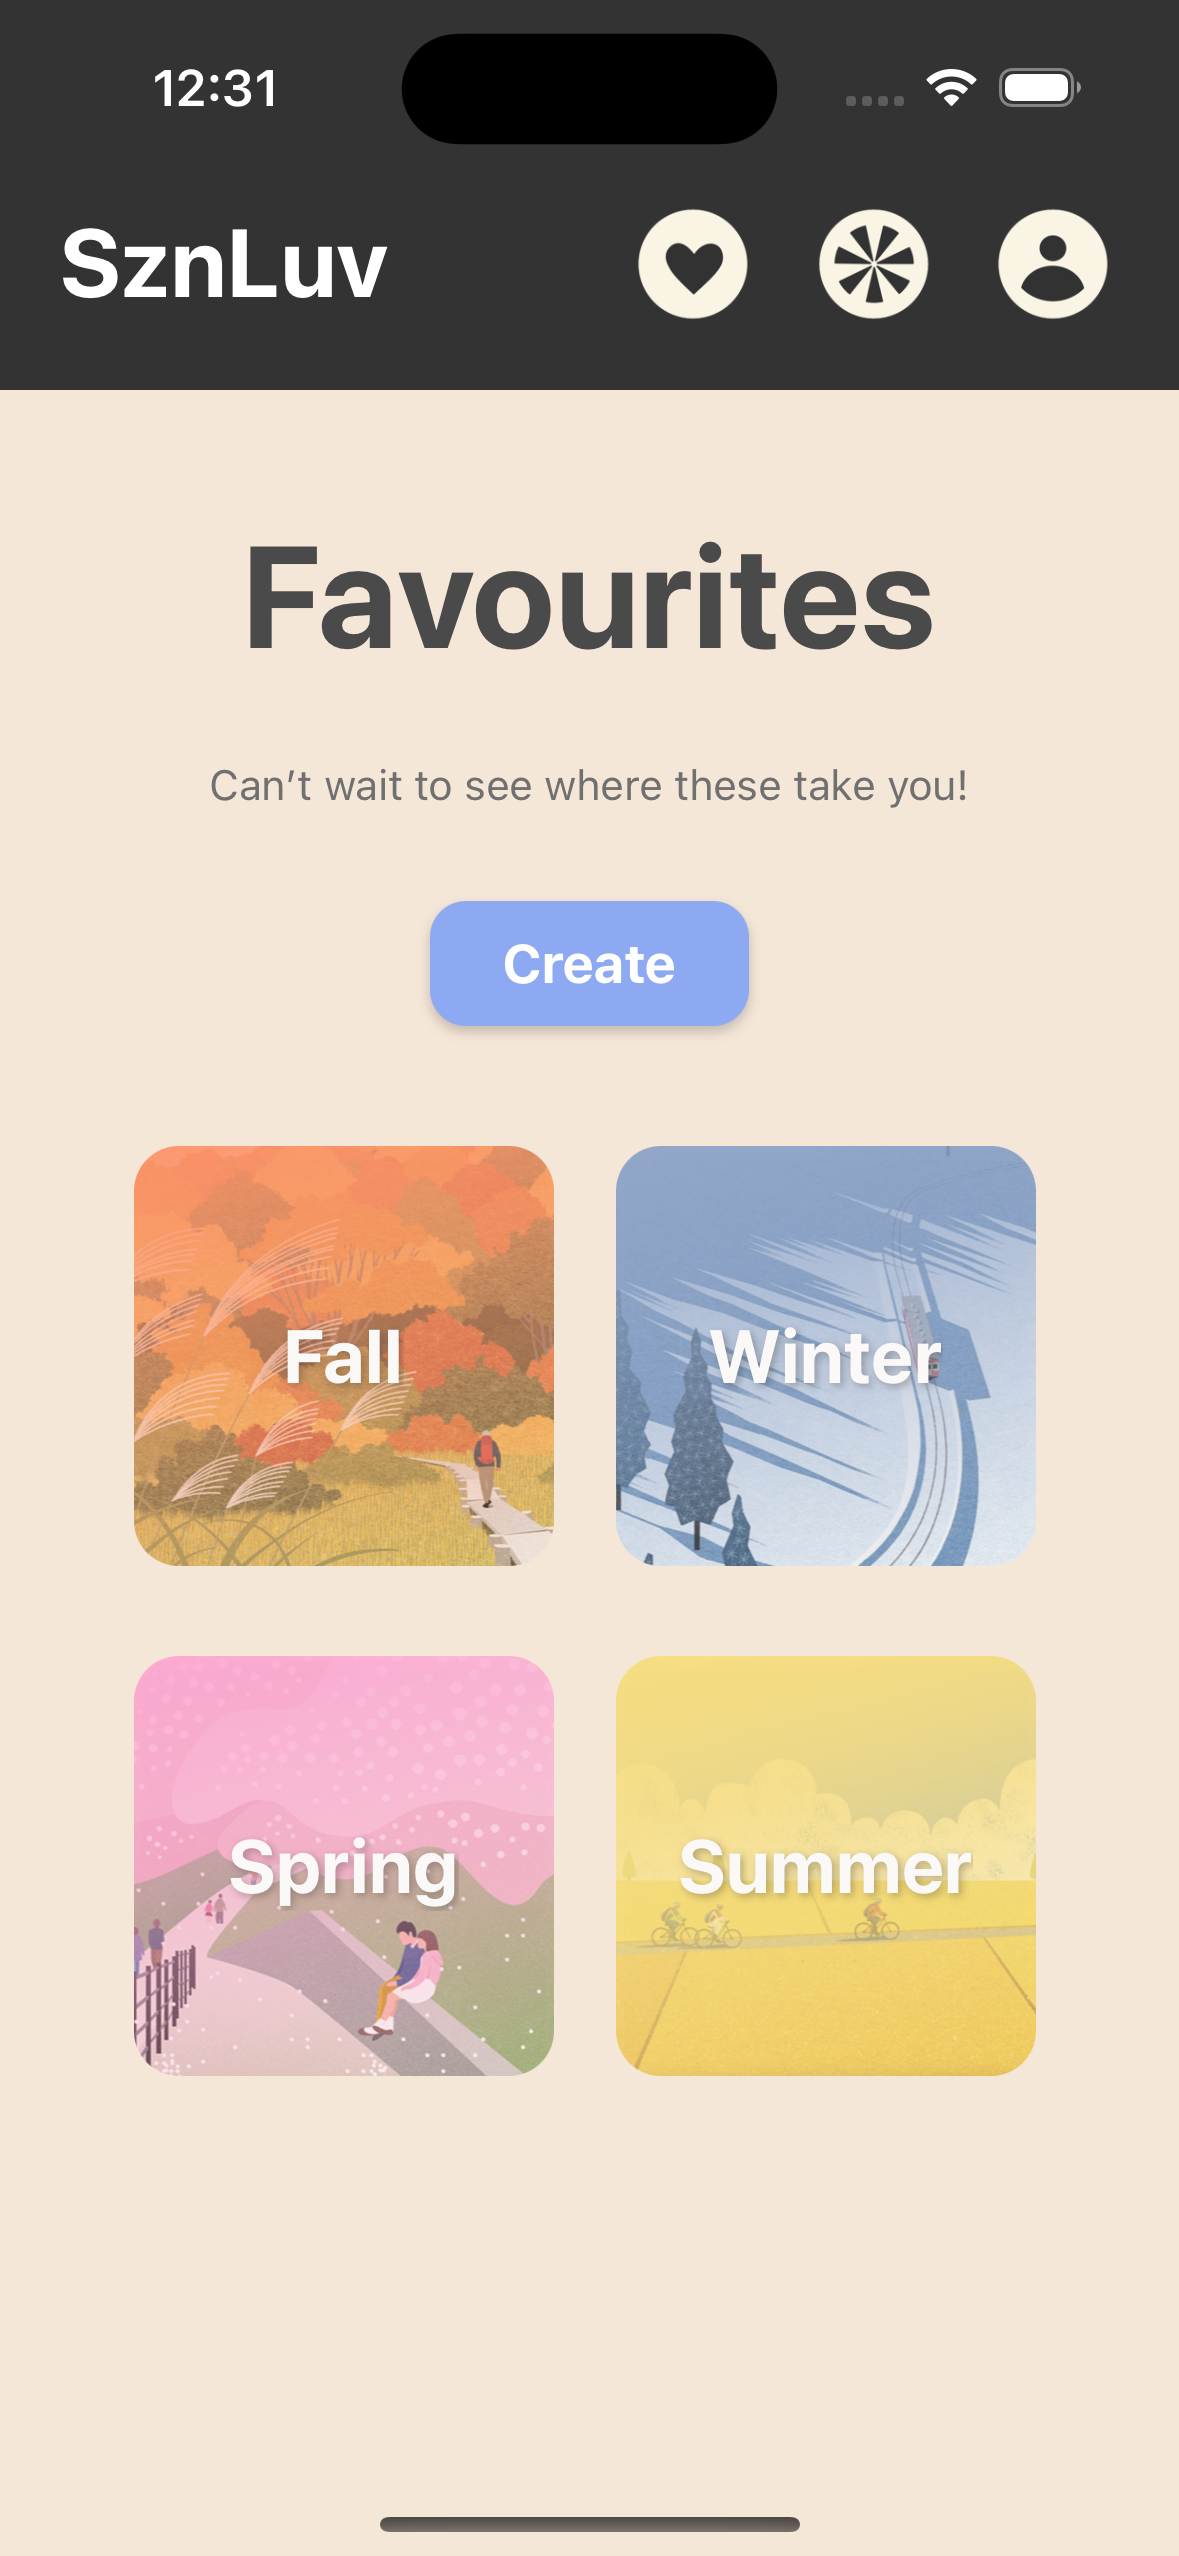 12:31
SznLuv
Favourites
Can’t wait to see where these take you!
Create
Fall
Winter
Spring
Summer